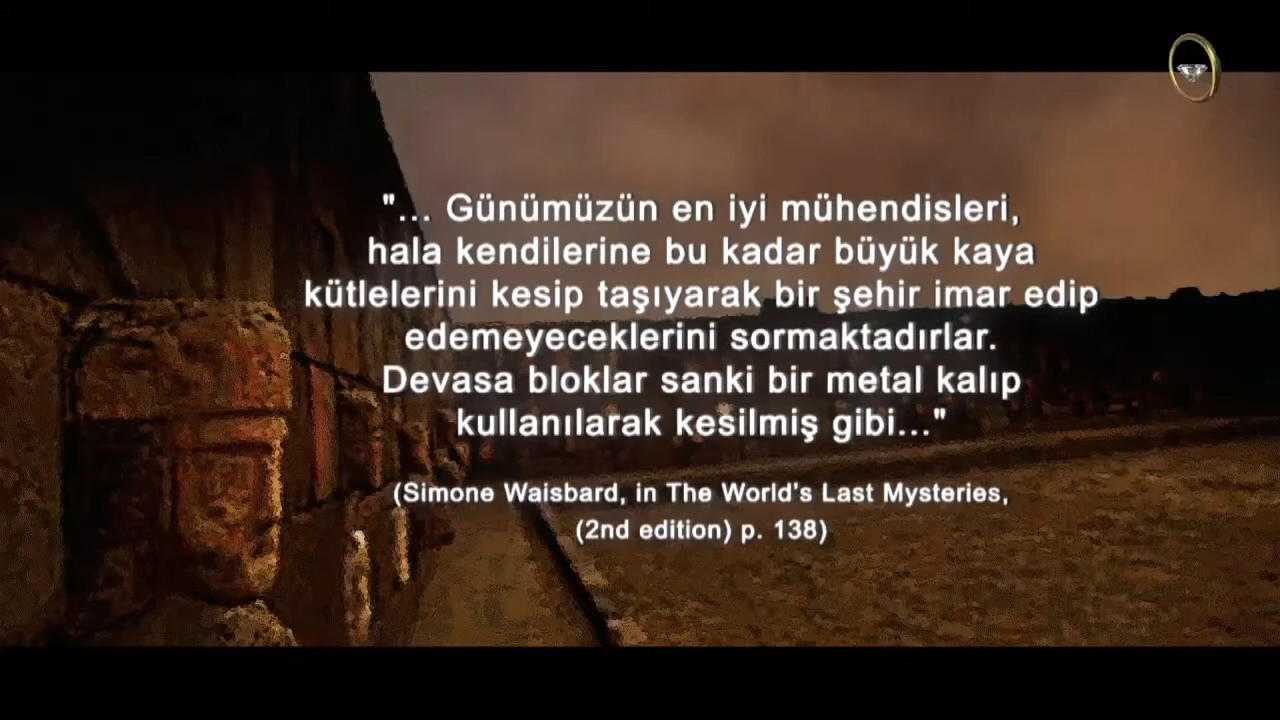 "... Günümüzün en iyi mühendisleri,
hala kendilerine bu kadar büyük kaya
kütlelerini kesip taşıyarak bir şehir imar edip
edemeyeceklerini sormaktadırlar.
Devasa bloklar sanki bir metal kalıp
kullanılarak kesilmiş gibi..."
(Simone Waisbard, in The World's Last Mysteries,
(2nd edition) p. 138)